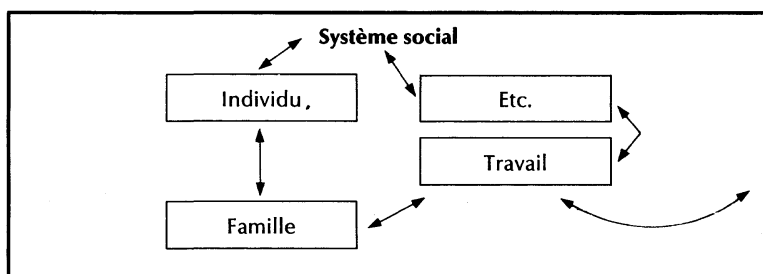 Système social
Individu,
Etc.
Travail
Famille